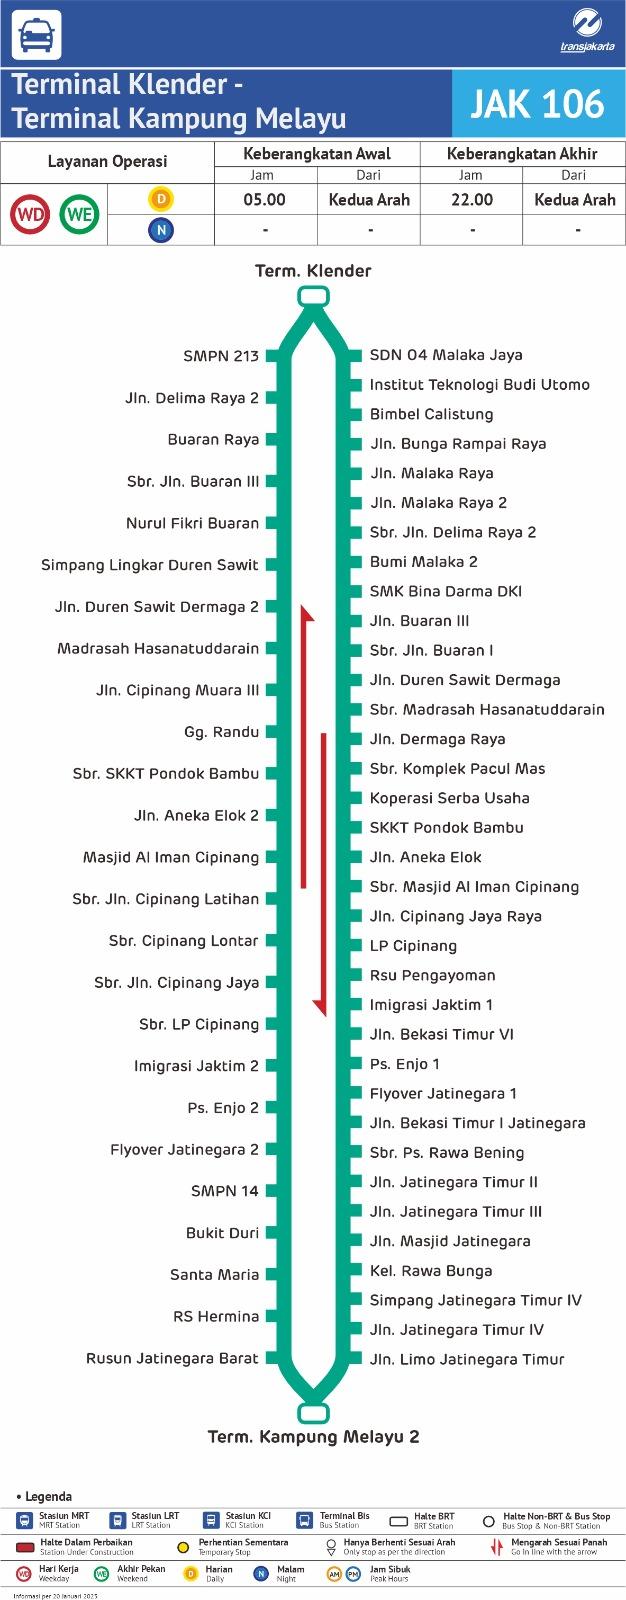 transjakarta
Terminal Klender -
Terminal Kampung Melayu
JAK 106
Layanan Operasi
Keberangkatan Awal
Keberangkatan Akhir
Jam
Dari
Jam
Dari
WD
WE
D
05.00
Kedua Arah
22.00
Kedua Arah
N
-
-
-
-
Term. Klender
SMPN 213
Jln. Delima Raya 2
Buaran Raya
Sbr. Jln. Buaran III
Nurul Fikri Buaran
Simpang Lingkar Duren Sawit
Jln. Duren Sawit Dermaga 2
Madrasah Hasanatuddarain
Jln. Cipinang Muara III
Gg. Randu
Sbr. SKKT Pondok Bambu
Jln. Aneka Elok 2
Masjid Al Iman Cipinang
Sbr. Jln. Cipinang Latihan
Sbr. Cipinang Lontar
Sbr. Jln. Cipinang Jaya
Sbr. LP Cipinang
Imigrasi Jaktim 2
Ps. Enjo 2
Flyover Jatinegara 2
SMPN 14
Bukit Duri
Santa Maria
RS Hermina
Rusun Jatinegara Barat
SDN 04 Malaka Jaya
Institut Teknologi Budi Utomo
Bimbel Calistung
Jln. Bunga Rampai Raya
Jln. Malaka Raya
Jln. Malaka Raya 2
Sbr. Jln. Delima Raya 2
Bumi Malaka 2
SMK Bina Darma DKI
Jln. Buaran III
Sbr. Jln. Buaran I
Jln. Duren Sawit Dermaga
Sbr. Madrasah Hasanatuddarain
Jln. Dermaga Raya
Sbr. Komplek Pacul Mas
Koperasi Serba Usaha
SKKT Pondok Bambu
Jln. Aneka Elok
Sbr. Masjid Al Iman Cipinang
Jln. Cipinang Jaya Raya
LP Cipinang
Rsu Pengayoman
Imigrasi Jaktim 1
Jln. Bekasi Timur VI
Ps. Enjo 1
Flyover Jatinegara 1
Jln. Bekasi Timur I Jatinegara
Sbr. Ps. Rawa Bening
Jln. Jatinegara Timur II
Jln. Jatinegara Timur III
Jln. Masjid Jatinegara
Kel. Rawa Bunga
Simpang Jatinegara Timur IV
Jln. Jatinegara Timur IV
Jln. Limo Jatinegara Timur
Term. Kampung Melayu 2
• Legenda
Stasiun MRT
MRT Station
Stasiun LRT
LRT Station
Stasiun KCI
KCI Station
Terminal Bis
Bus Station
Halte BRT
BRT Station
Halte Non-BRT & Bus Stop
Bus Stop & Non-BRT Station
Halte Dalam Perbaikan
Station Under Construction
Perhentian Sementara
Temporary Stop
Hanya Berhenti Sesuai Arah
Only stop as per the direction
Mengarah Sesuai Panah
Go in line with the arrow
WD
Hari Kerja
Weekday
WE
Akhir Pekan
Weekend
D
Harian
Daily
N
Malam
Night
AM
PM
Jam Sibuk
Peak Hours
Informasi per 20 Januari 2025